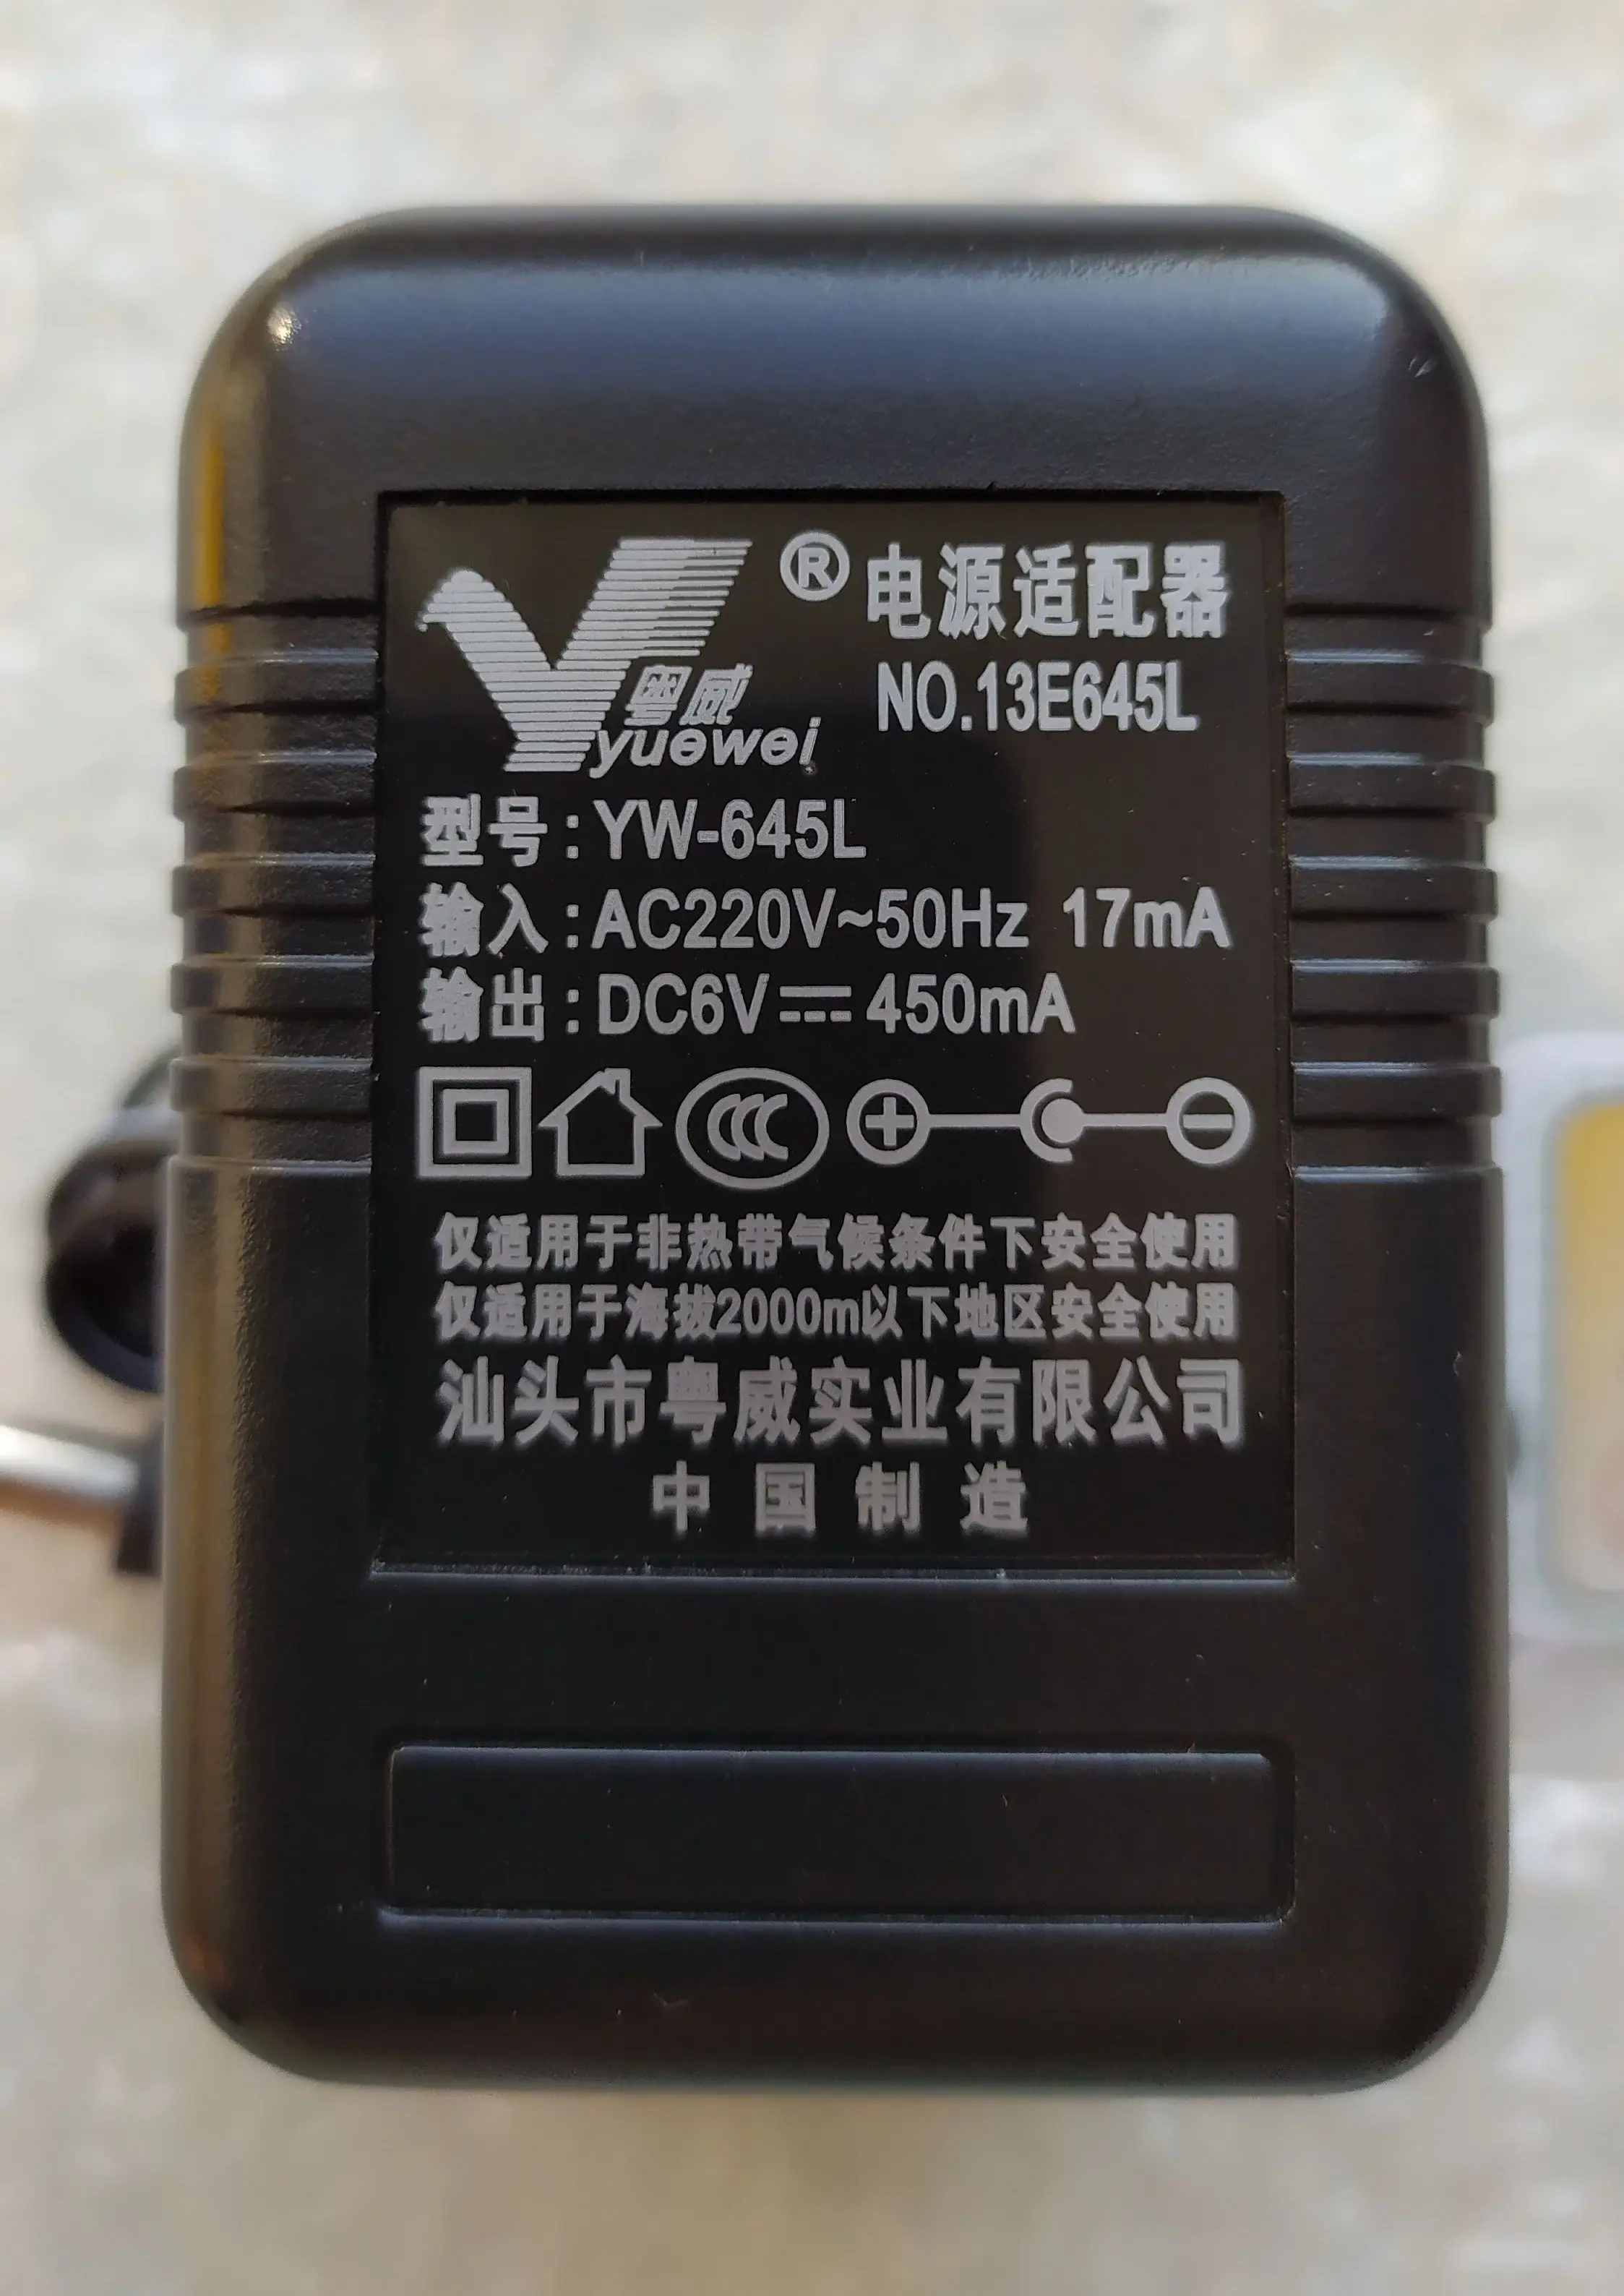 ® 电源适配器
粤威
yuewei
NO.13E645L
型号:YW-645L
输入:AC220V~50Hz 17mA
输出:DC6V⎓450mA
仅适用于非热带气候条件下安全使用
仅适用于海拔2000m以下地区安全使用
汕头市粤威实业有限公司
中国制造